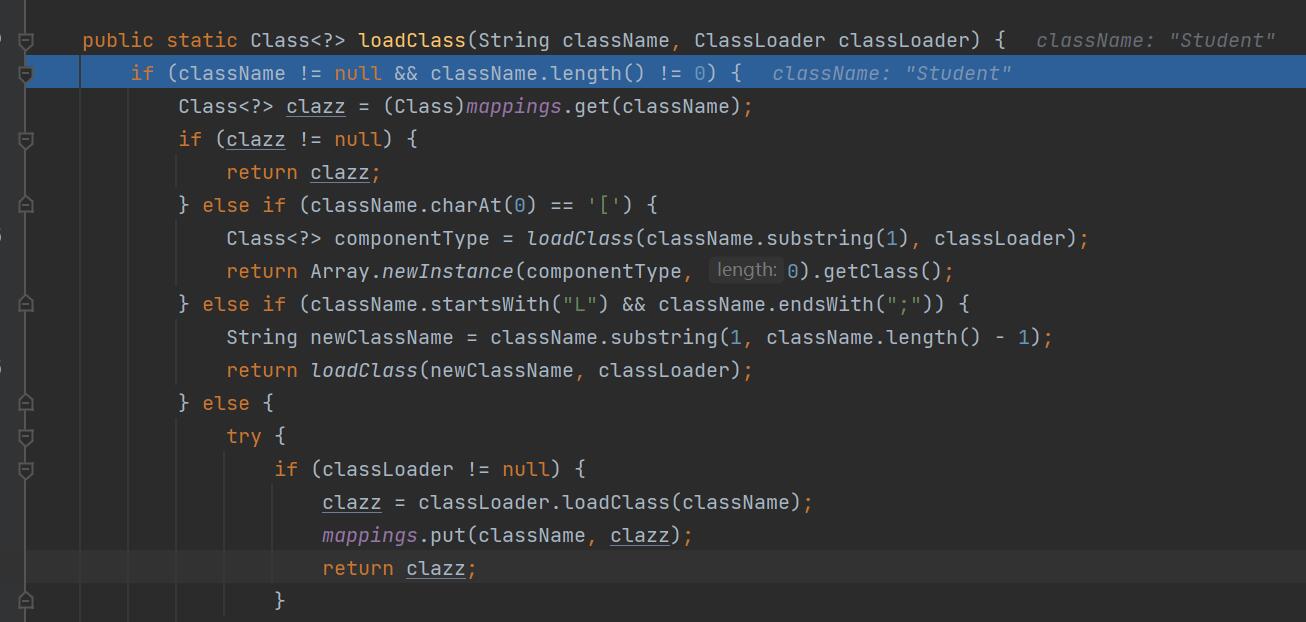 public static Class<?> loadClass(String className, ClassLoader classLoader) {   className: "Student"
    if (className != null && className.length() != 0) {   className: "Student"
        Class<?> clazz = (Class)mappings.get(className);
        if (clazz != null) {
            return clazz;
        } else if (className.charAt(0) == '[') {
            Class<?> componentType = loadClass(className.substring(1), classLoader);
            return Array.newInstance(componentType, length: 0).getClass();
        } else if (className.startsWith("L") && className.endsWith(";")) {
            String newClassName = className.substring(1, className.length() - 1);
            return loadClass(newClassName, classLoader);
        } else {
            try {
                if (classLoader != null) {
                    clazz = classLoader.loadClass(className);
                    mappings.put(className, clazz);
                    return clazz;
                }